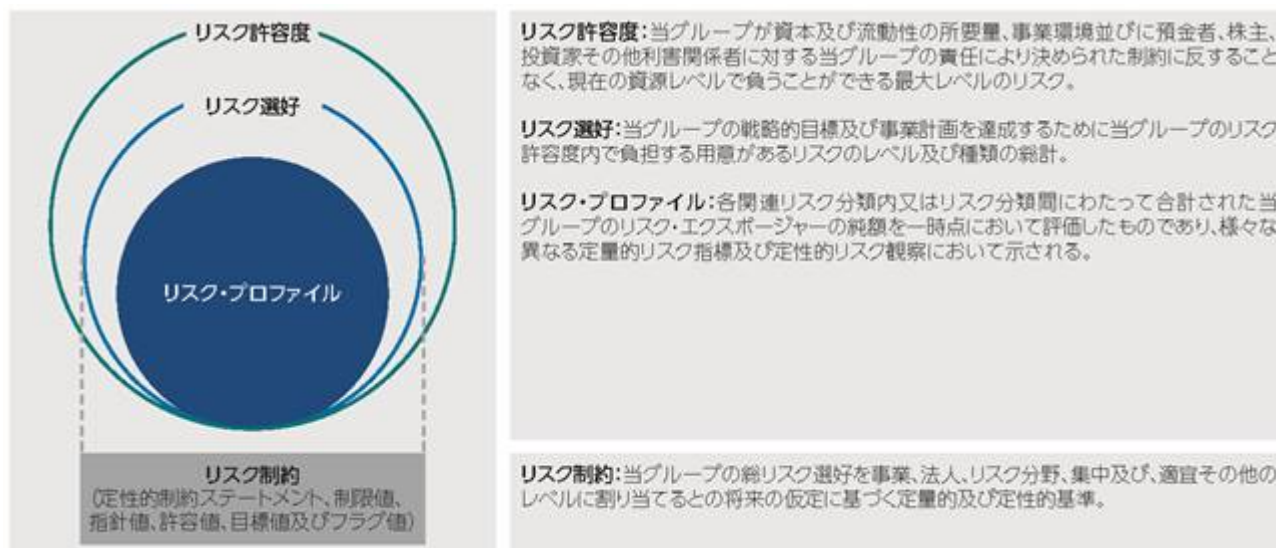 リスク許容度
リスク選好
リスク・プロファイル
リスク制約
(定性的制約ステートメント、制限値、
指針値、許容値、目標値及びフラグ値)
リスク許容度:当グループが資本及び流動性の所要量、事業環境並びに預金者、株主、
投資家その他利害関係者に対する当グループの責任により決められた制約に反すること
なく、現在の資源レベルで負うことができる最大レベルのリスク。
リスク選好:当グループの戦略的目標及び事業計画を達成するために当グループのリスク
許容度内で負担する用意があるリスクのレベル及び種類の総計。
リスク・プロファイル:各関連リスク分類内又はリスク分類間にわたって合計された当
グループのリスク・エクスポージャーの純額を一時点において評価したものであり、様々な
異なる定量的リスク指標及び定性的リスク観察において示される。
リスク制約:当グループの総リスク選好を事業、法人、リスク分野、集中及び、適宜その他の
レベルに割り当てるとの将来の仮定に基づく定量的及び定性的基準。